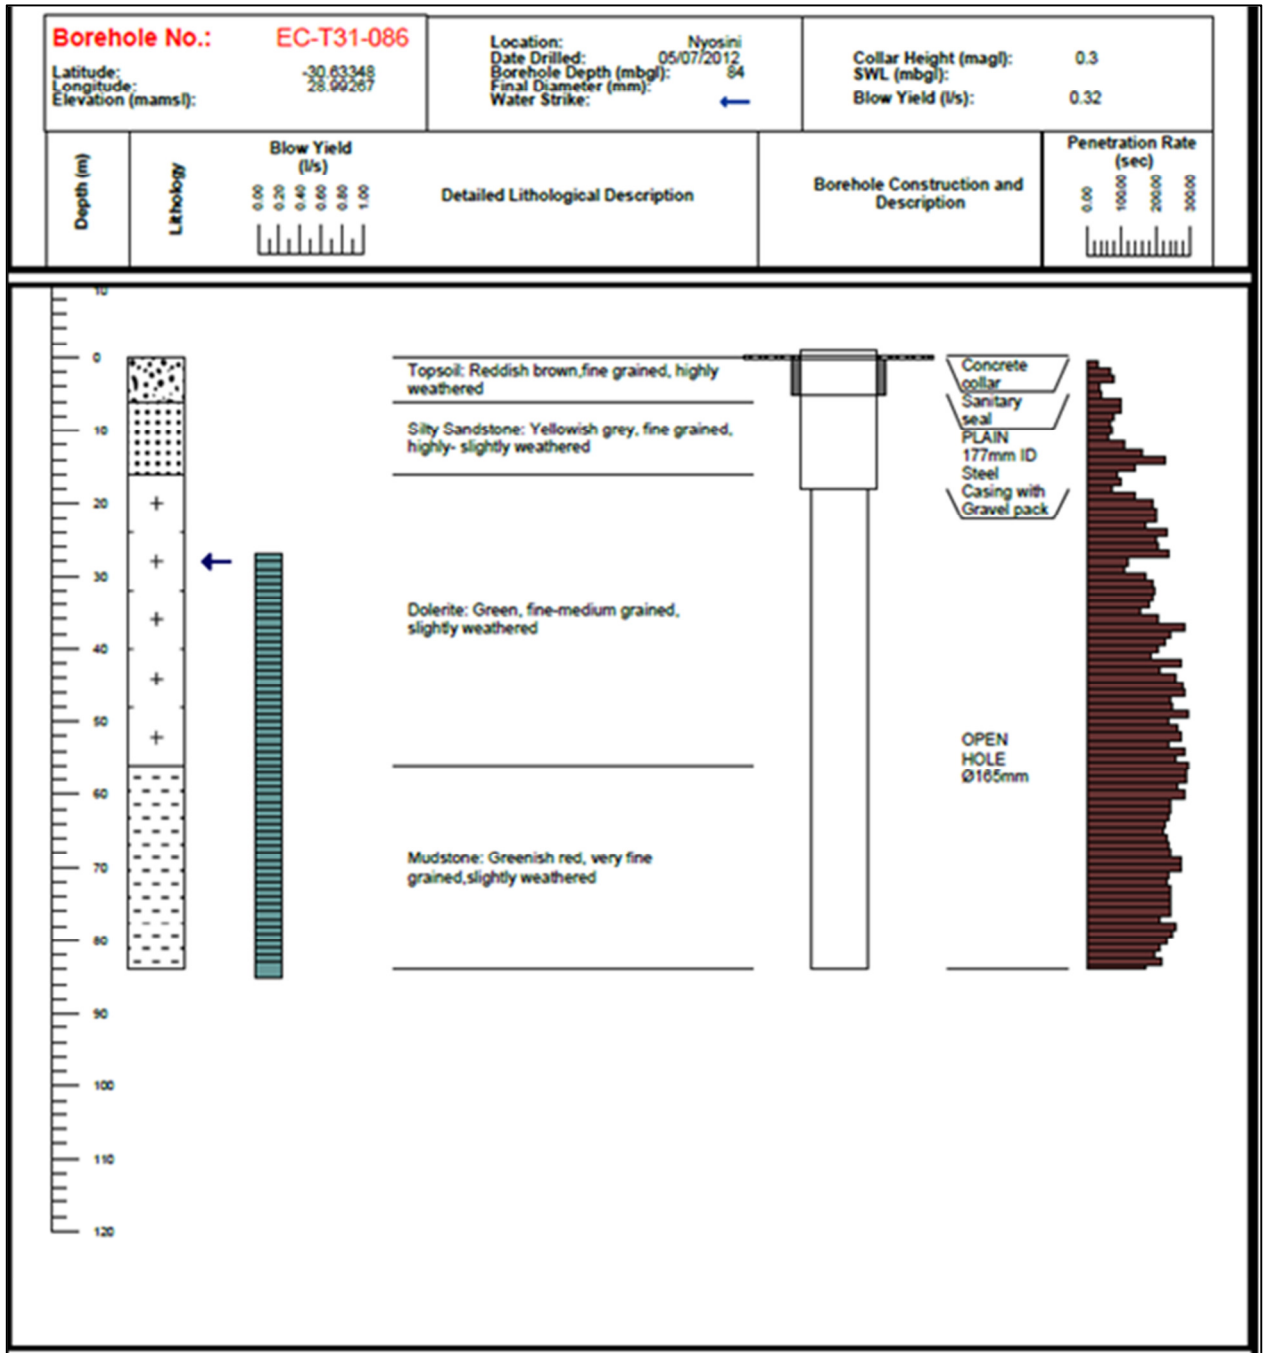 Borehole No.: EC-T31-086
Latitude: -30.63348
Longitude: 28.99267
Elevation (mamsl):
Location: Nyosini
Date Drilled: 05/07/2012
Borehole Depth (mbgl): 84
Final Diameter (mm):
Water Strike:
Collar Height (magl): 0.3
SWL (mbgl):
Blow Yield (l/s): 0.32
Depth (m)
Lithology
Blow Yield
(l/s)
0.00 0.20 0.40 0.60 0.80 1.00
Detailed Lithological Description
Borehole Construction and
Description
Penetration Rate
(sec)
0.00 100.00 200.00 300.00
10
0
10
20
30
40
50
60
70
80
90
100
110
120
Topsoil: Reddish brown,fine grained, highly
weathered
Silty Sandstone: Yellowish grey, fine grained,
highly- slightly weathered
Dolerite: Green, fine-medium grained,
slightly weathered
Mudstone: Greenish red, very fine
grained,slightly weathered
Concrete
collar
Sanitary
seal
PLAIN
177mm ID
Steel
Casing with
Gravel pack
OPEN
HOLE
Ø165mm